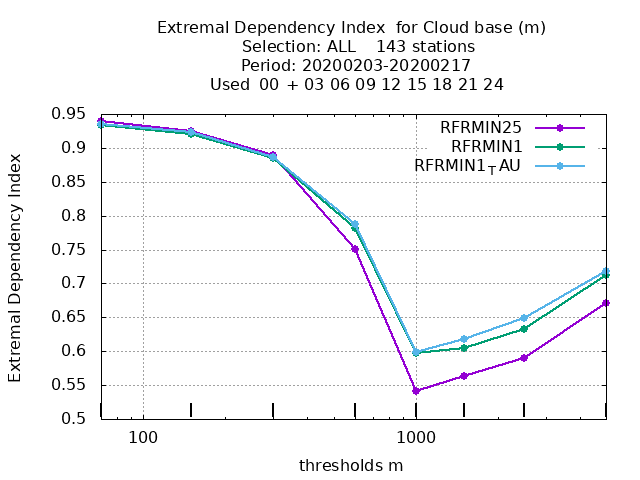 Extremal Dependency Index  for Cloud base (m)
Selection: ALL    143 stations
Period: 20200203-20200217
Used  00 + 03 06 09 12 15 18 21 24
RFRMIN25
RFRMIN1
RFRMIN1TAU
Extremal Dependency Index
0.95
0.9
0.85
0.8
0.75
0.7
0.65
0.6
0.55
0.5
100
1000
thresholds m